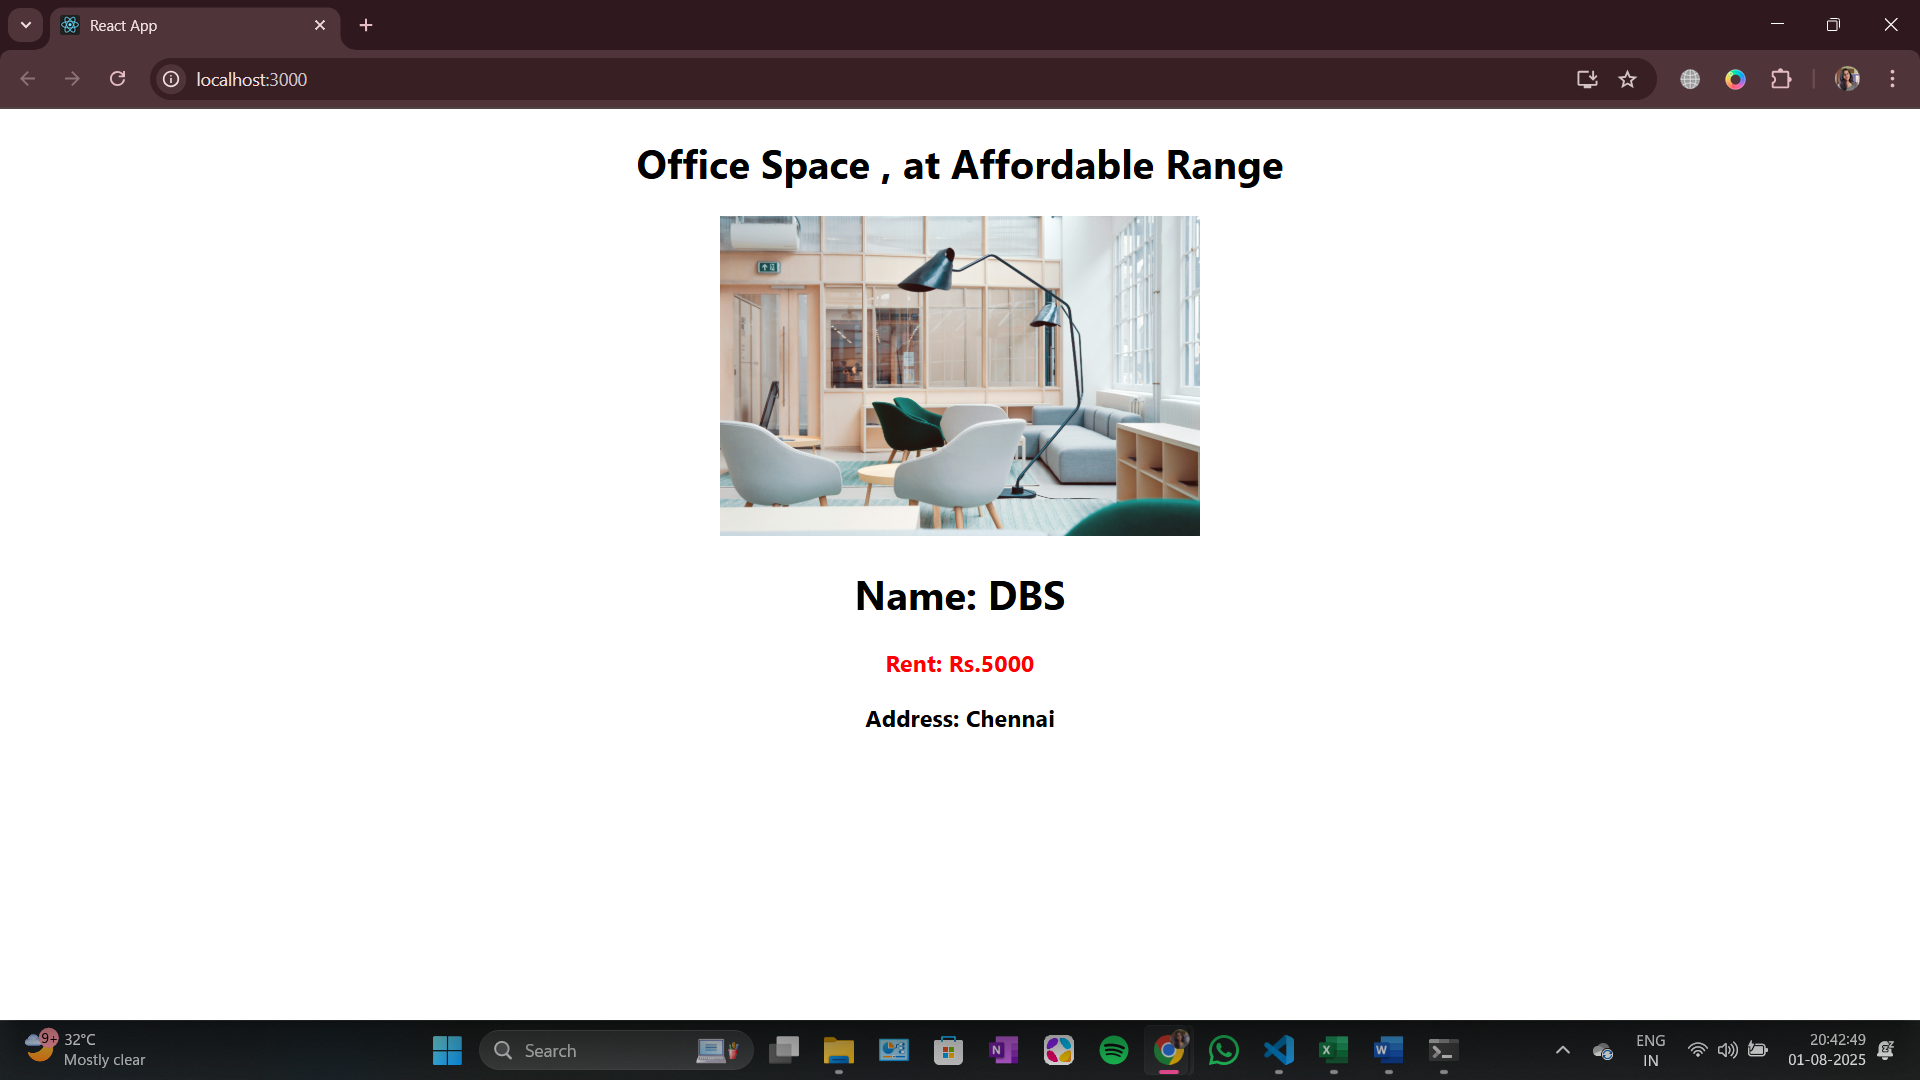 React App
localhost:3000
Office Space , at Affordable Range
Name: DBS
Rent: Rs.5000
Address: Chennai
9+
32°C
Mostly clear
Search
ENG
IN
20:42:49
01-08-2025